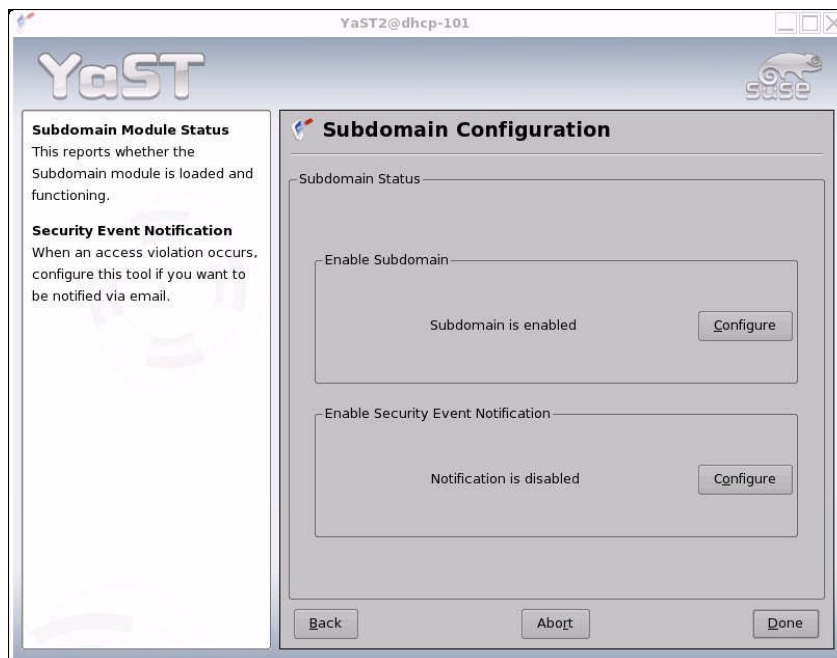 YaST2@dhcp-101
YaST
suse
Subdomain Module Status
This reports whether the
Subdomain module is loaded and
functioning.
Security Event Notification
When an access violation occurs,
configure this tool if you want to
be notified via email.
Subdomain Configuration
Subdomain Status
Enable Subdomain
Subdomain is enabled
Configure
Enable Security Event Notification
Notification is disabled
Configure
Back
Abort
Done